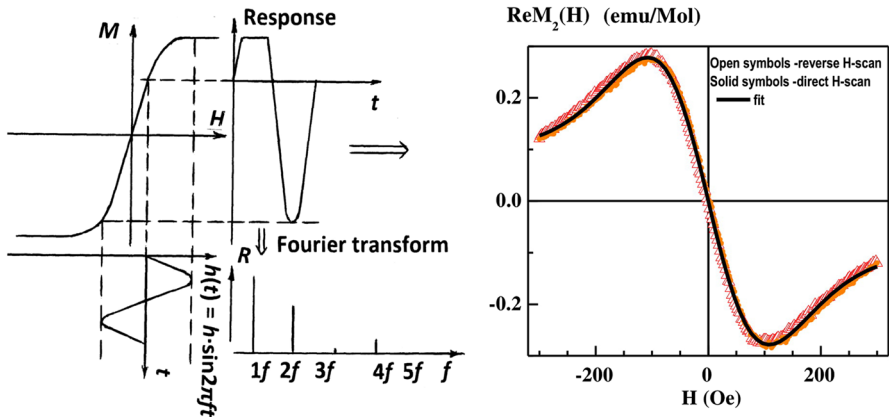 M
Response
H
t
Fourier transform
R
h(t) = h·sin2πft
t
1f 2f 3f 4f 5f f
ReM₂(H) (emu/Mol)
Open symbols -reverse H-scan
Solid symbols -direct H-scan
fit
0.2
0.0
-0.2
-200 0 200
H (Oe)